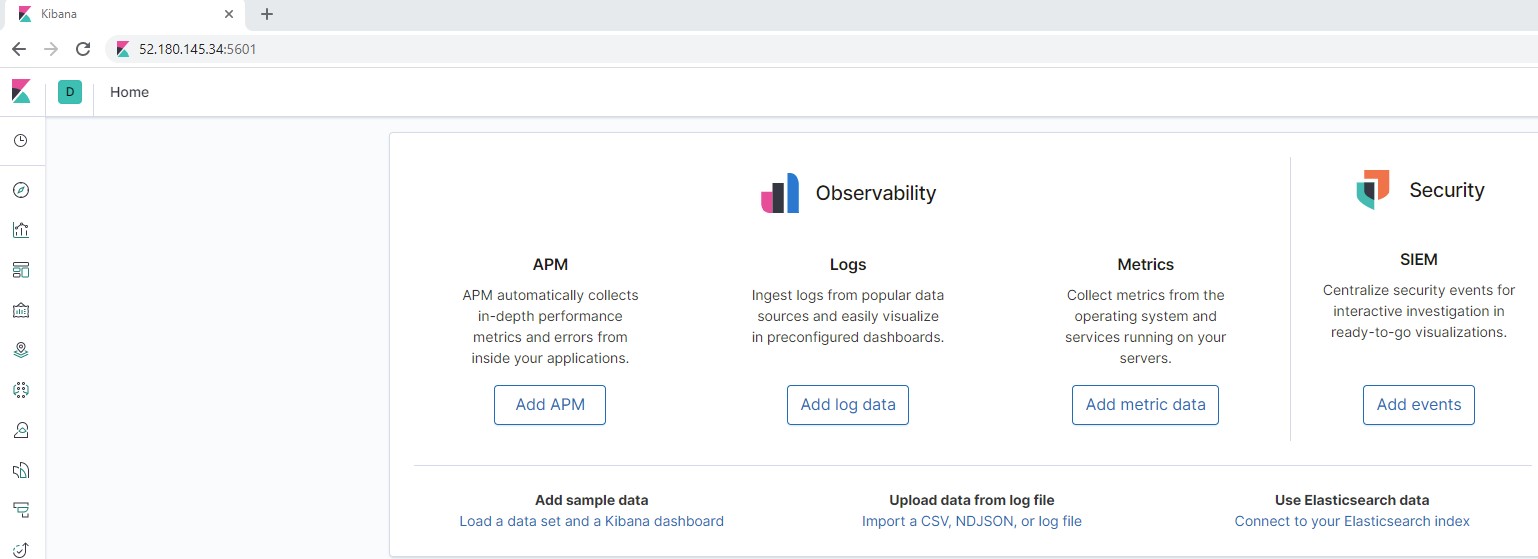 Kibana
52.180.145.34:5601
D
Home
Observability
APM
APM automatically collects
in-depth performance
metrics and errors from
inside your applications.
Add APM
Logs
Ingest logs from popular data
sources and easily visualize
in preconfigured dashboards.
Add log data
Metrics
Collect metrics from the
operating system and
services running on your
servers.
Add metric data
Security
SIEM
Centralize security events for
interactive investigation in
ready-to-go visualizations.
Add events
Add sample data
Load a data set and a Kibana dashboard
Upload data from log file
Import a CSV, NDJSON, or log file
Use Elasticsearch data
Connect to your Elasticsearch index